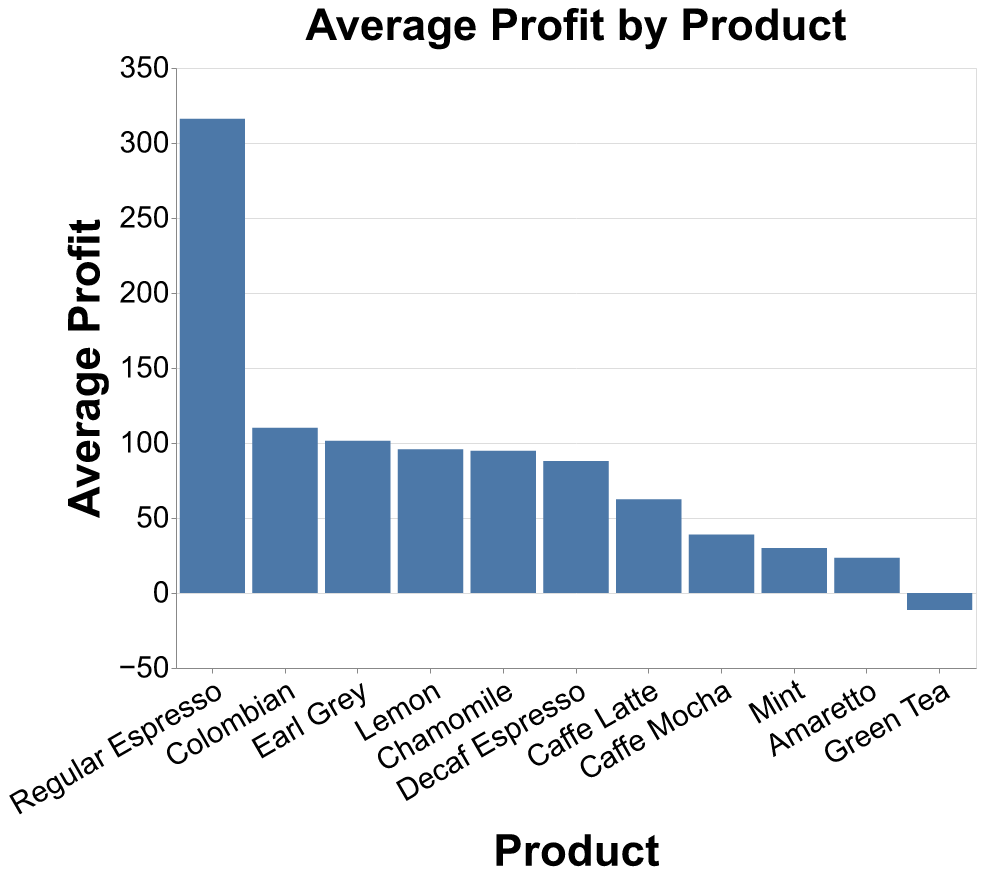 Average Profit by Product
Average Profit
350
300
250
200
150
100
50
0
−50
Regular Espresso
Colombian
Earl Grey
Lemon
Chamomile
Decaf Espresso
Caffe Latte
Caffe Mocha
Mint
Amaretto
Green Tea
Product